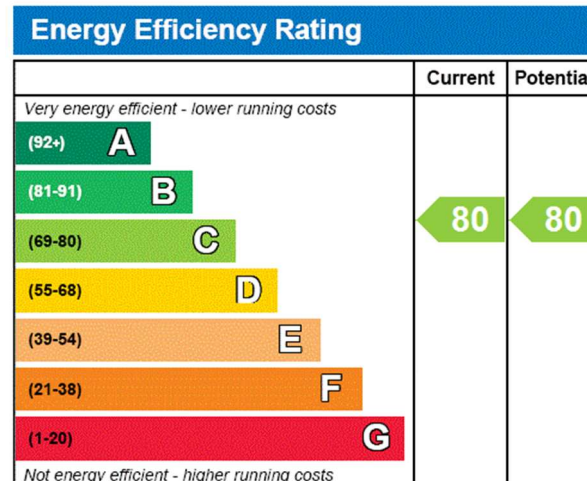 Energy Efficiency Rating
Current Potentia
Very energy efficient - lower running costs
(92+) A
(81-91) B
80 80
(69-80) C
(55-68) D
(39-54) E
(21-38) F
(1-20) G
Not energy efficient - higher running costs